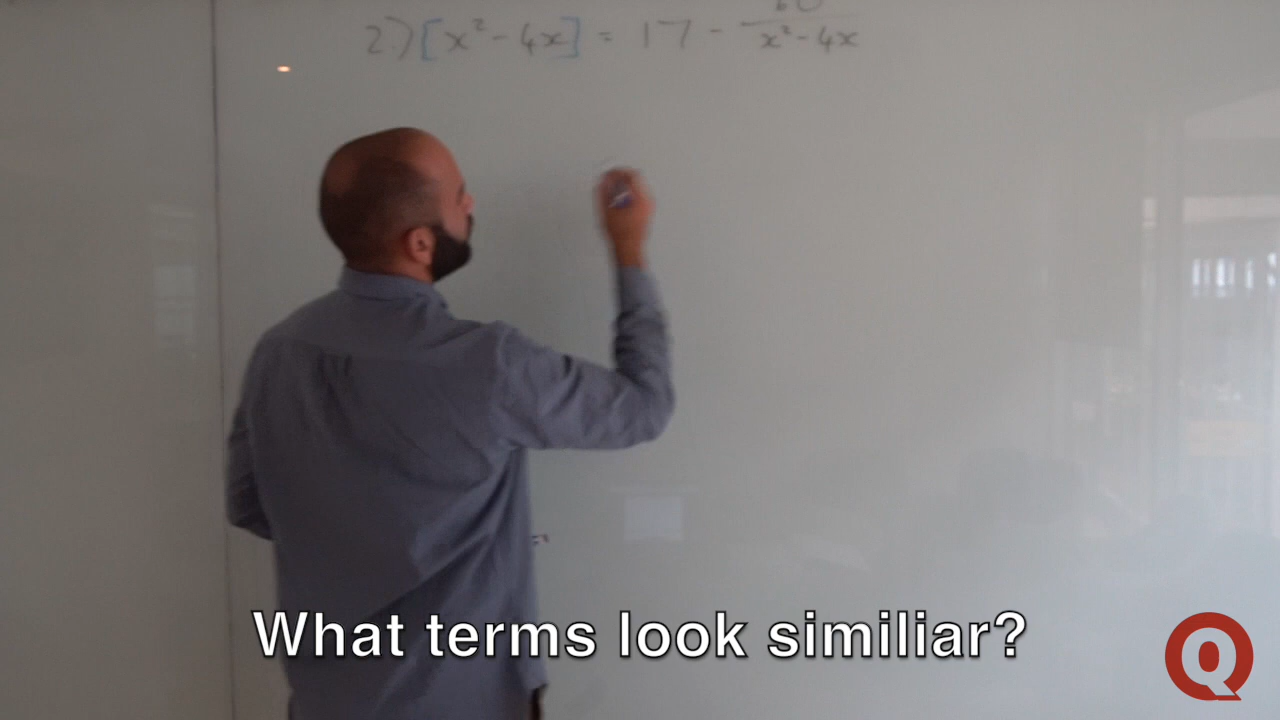 60
2) [x² - 4x] = 17 - ―
x² - 4x
What terms look similiar?
Q